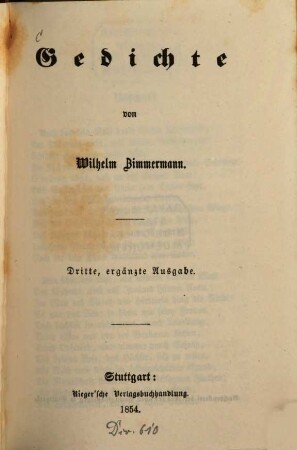 Gedichte
von
Wilhelm Zimmermann.
Dritte, ergänzte Ausgabe.
Stuttgart:
Rieger'sche Verlagsbuchhandlung.
1854.